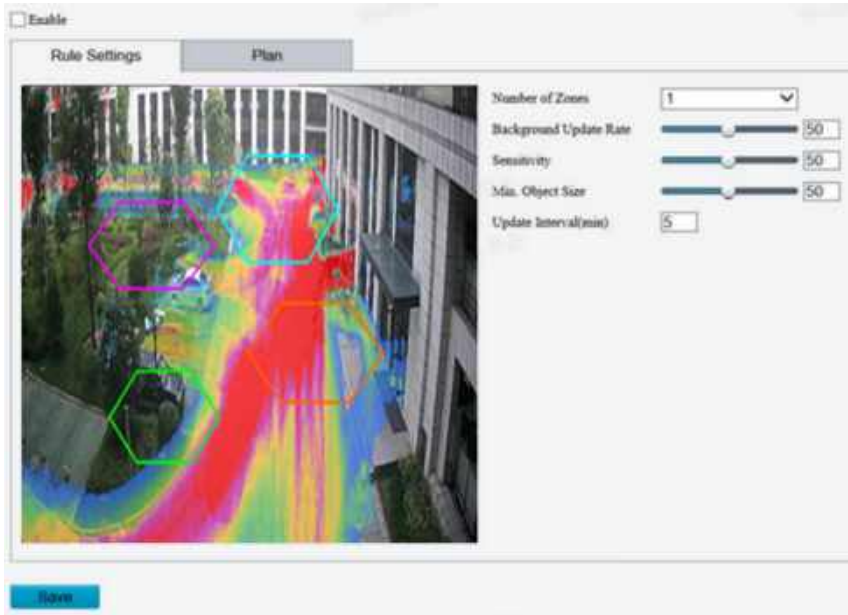 Enable
Rule Settings
Plan
Number of Zones 1
Background Update Rate 50
Sensitivity 50
Min. Object Size 50
Update Interval(min) 5
Save